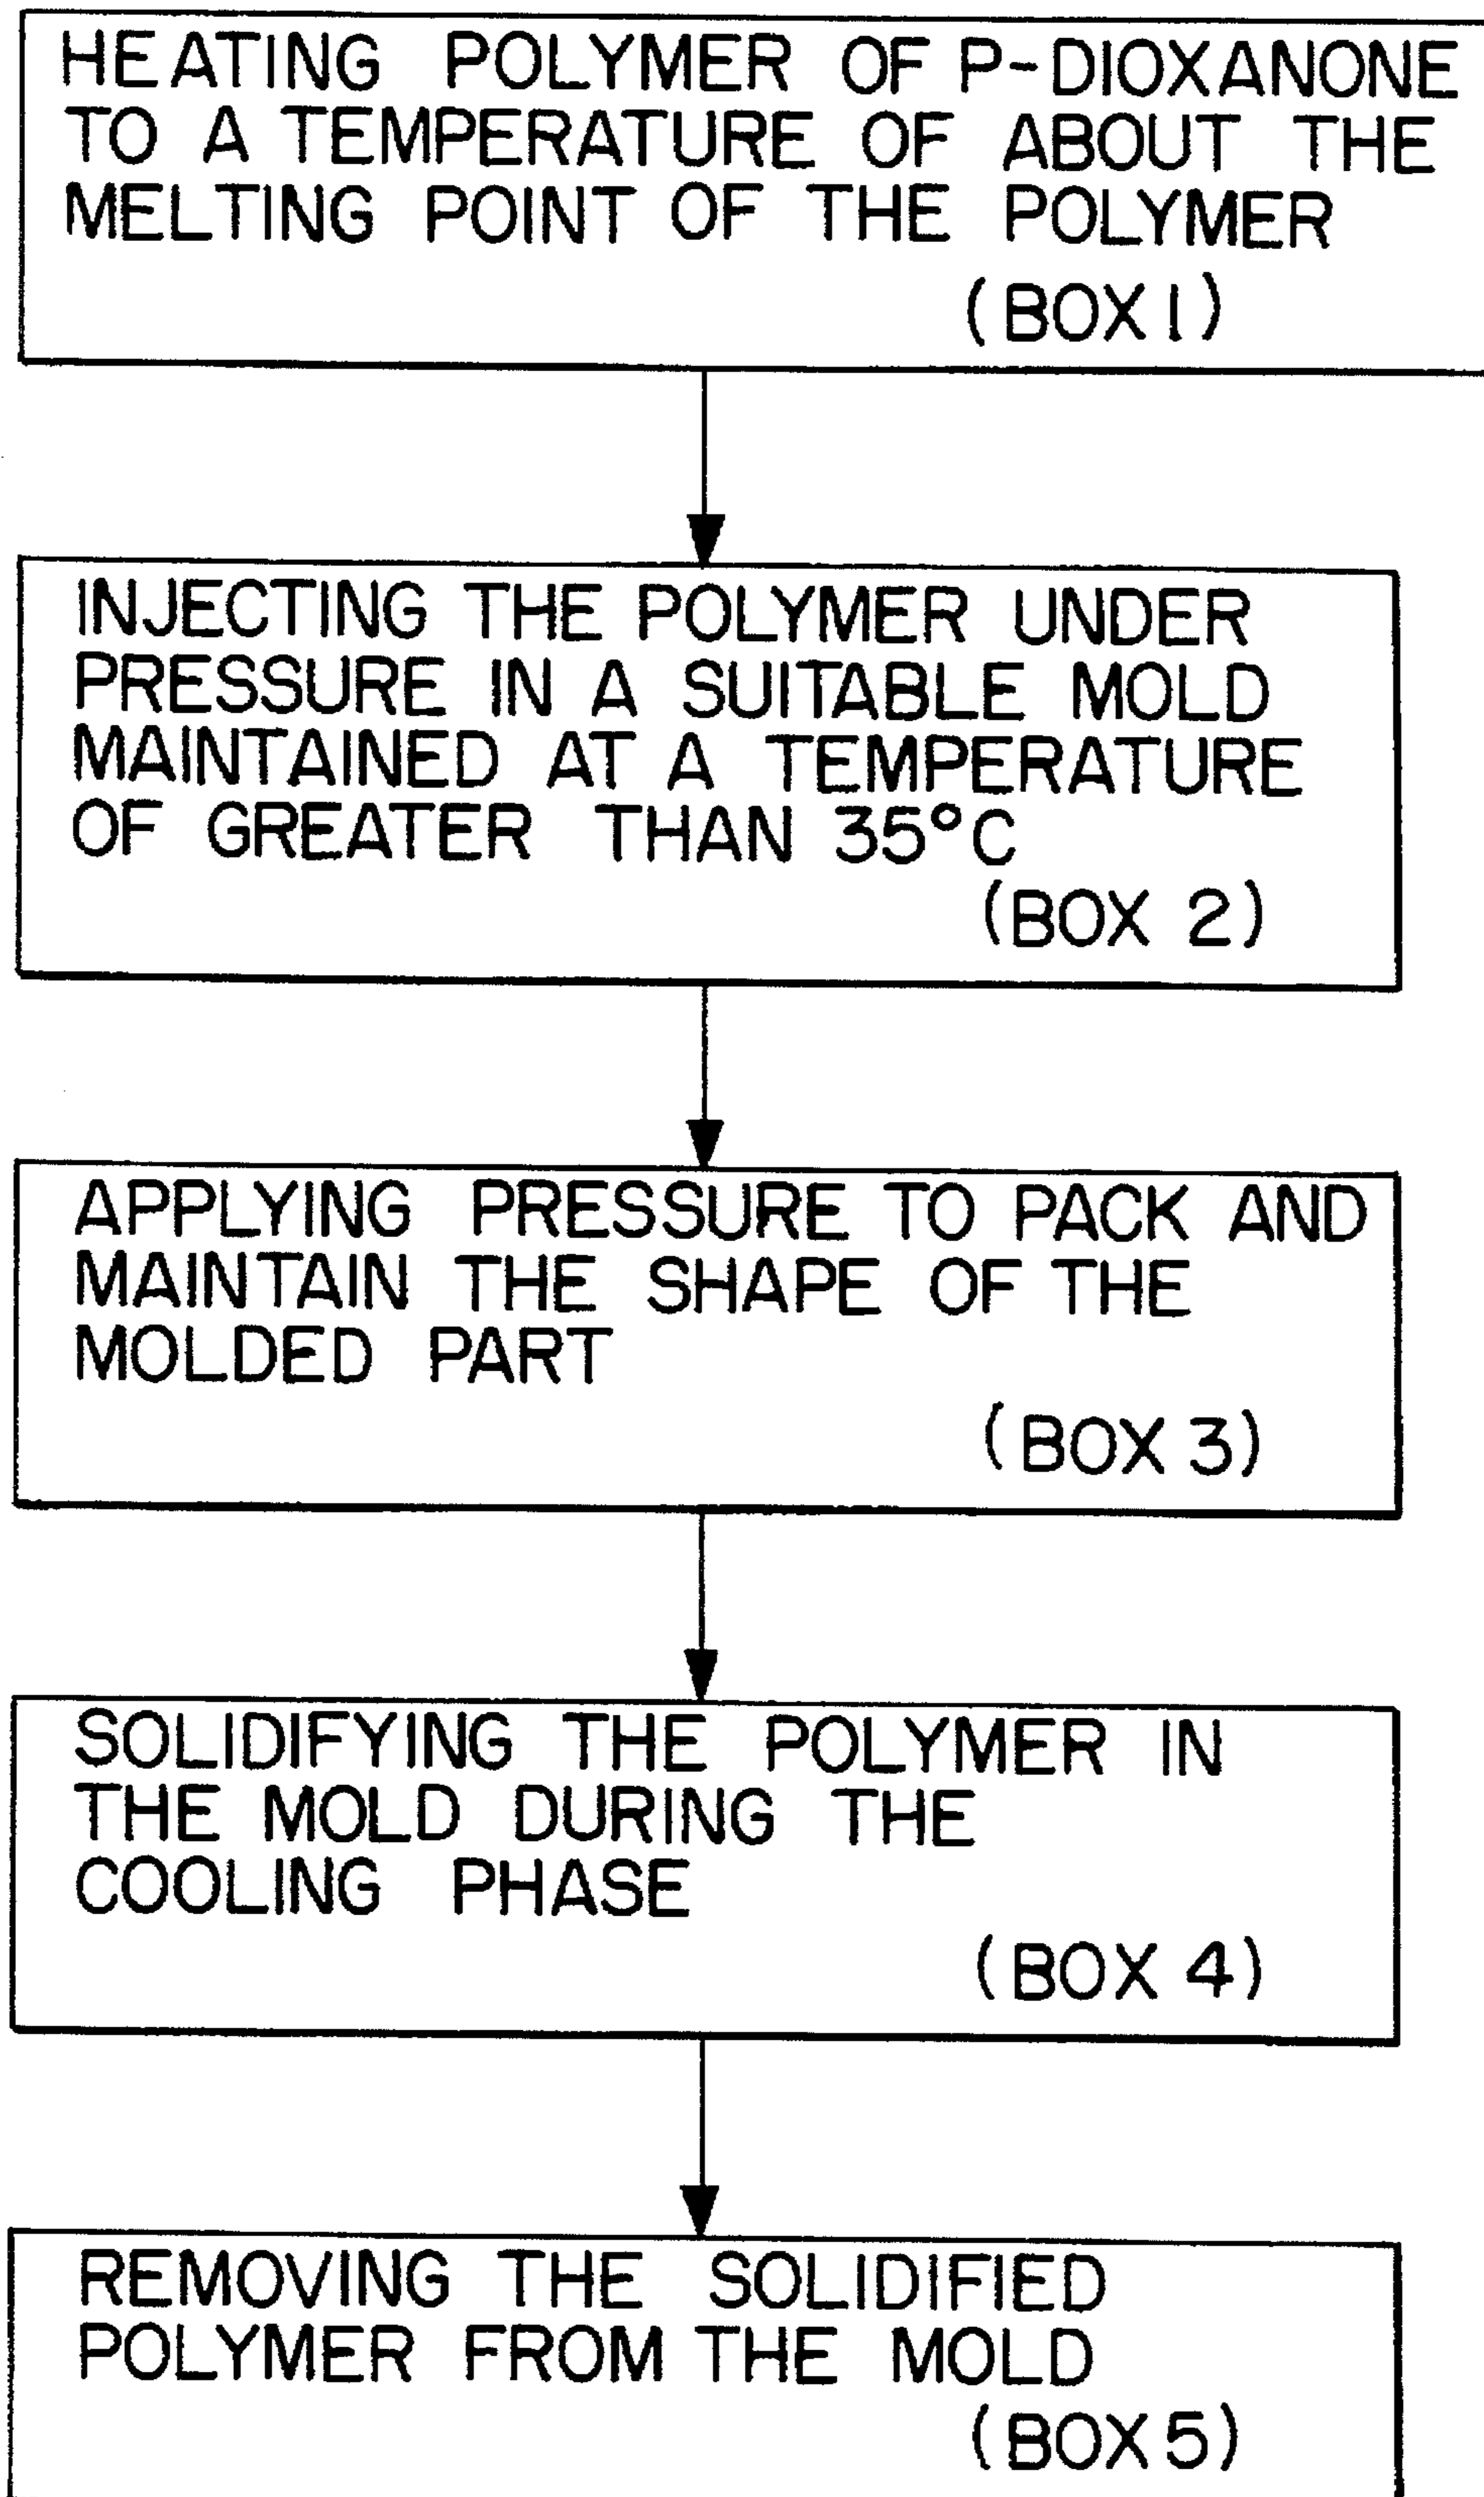 HEATING POLYMER OF P-DIOXANONE
TO A TEMPERATURE OF ABOUT THE
MELTING POINT OF THE POLYMER
(BOX 1)
INJECTING THE POLYMER UNDER
PRESSURE IN A SUITABLE MOLD
MAINTAINED AT A TEMPERATURE
OF GREATER THAN 35°C
(BOX 2)
APPLYING PRESSURE TO PACK AND
MAINTAIN THE SHAPE OF THE
MOLDED PART
(BOX 3)
SOLIDIFYING THE POLYMER IN
THE MOLD DURING THE
COOLING PHASE
(BOX 4)
REMOVING THE SOLIDIFIED
POLYMER FROM THE MOLD
(BOX 5)